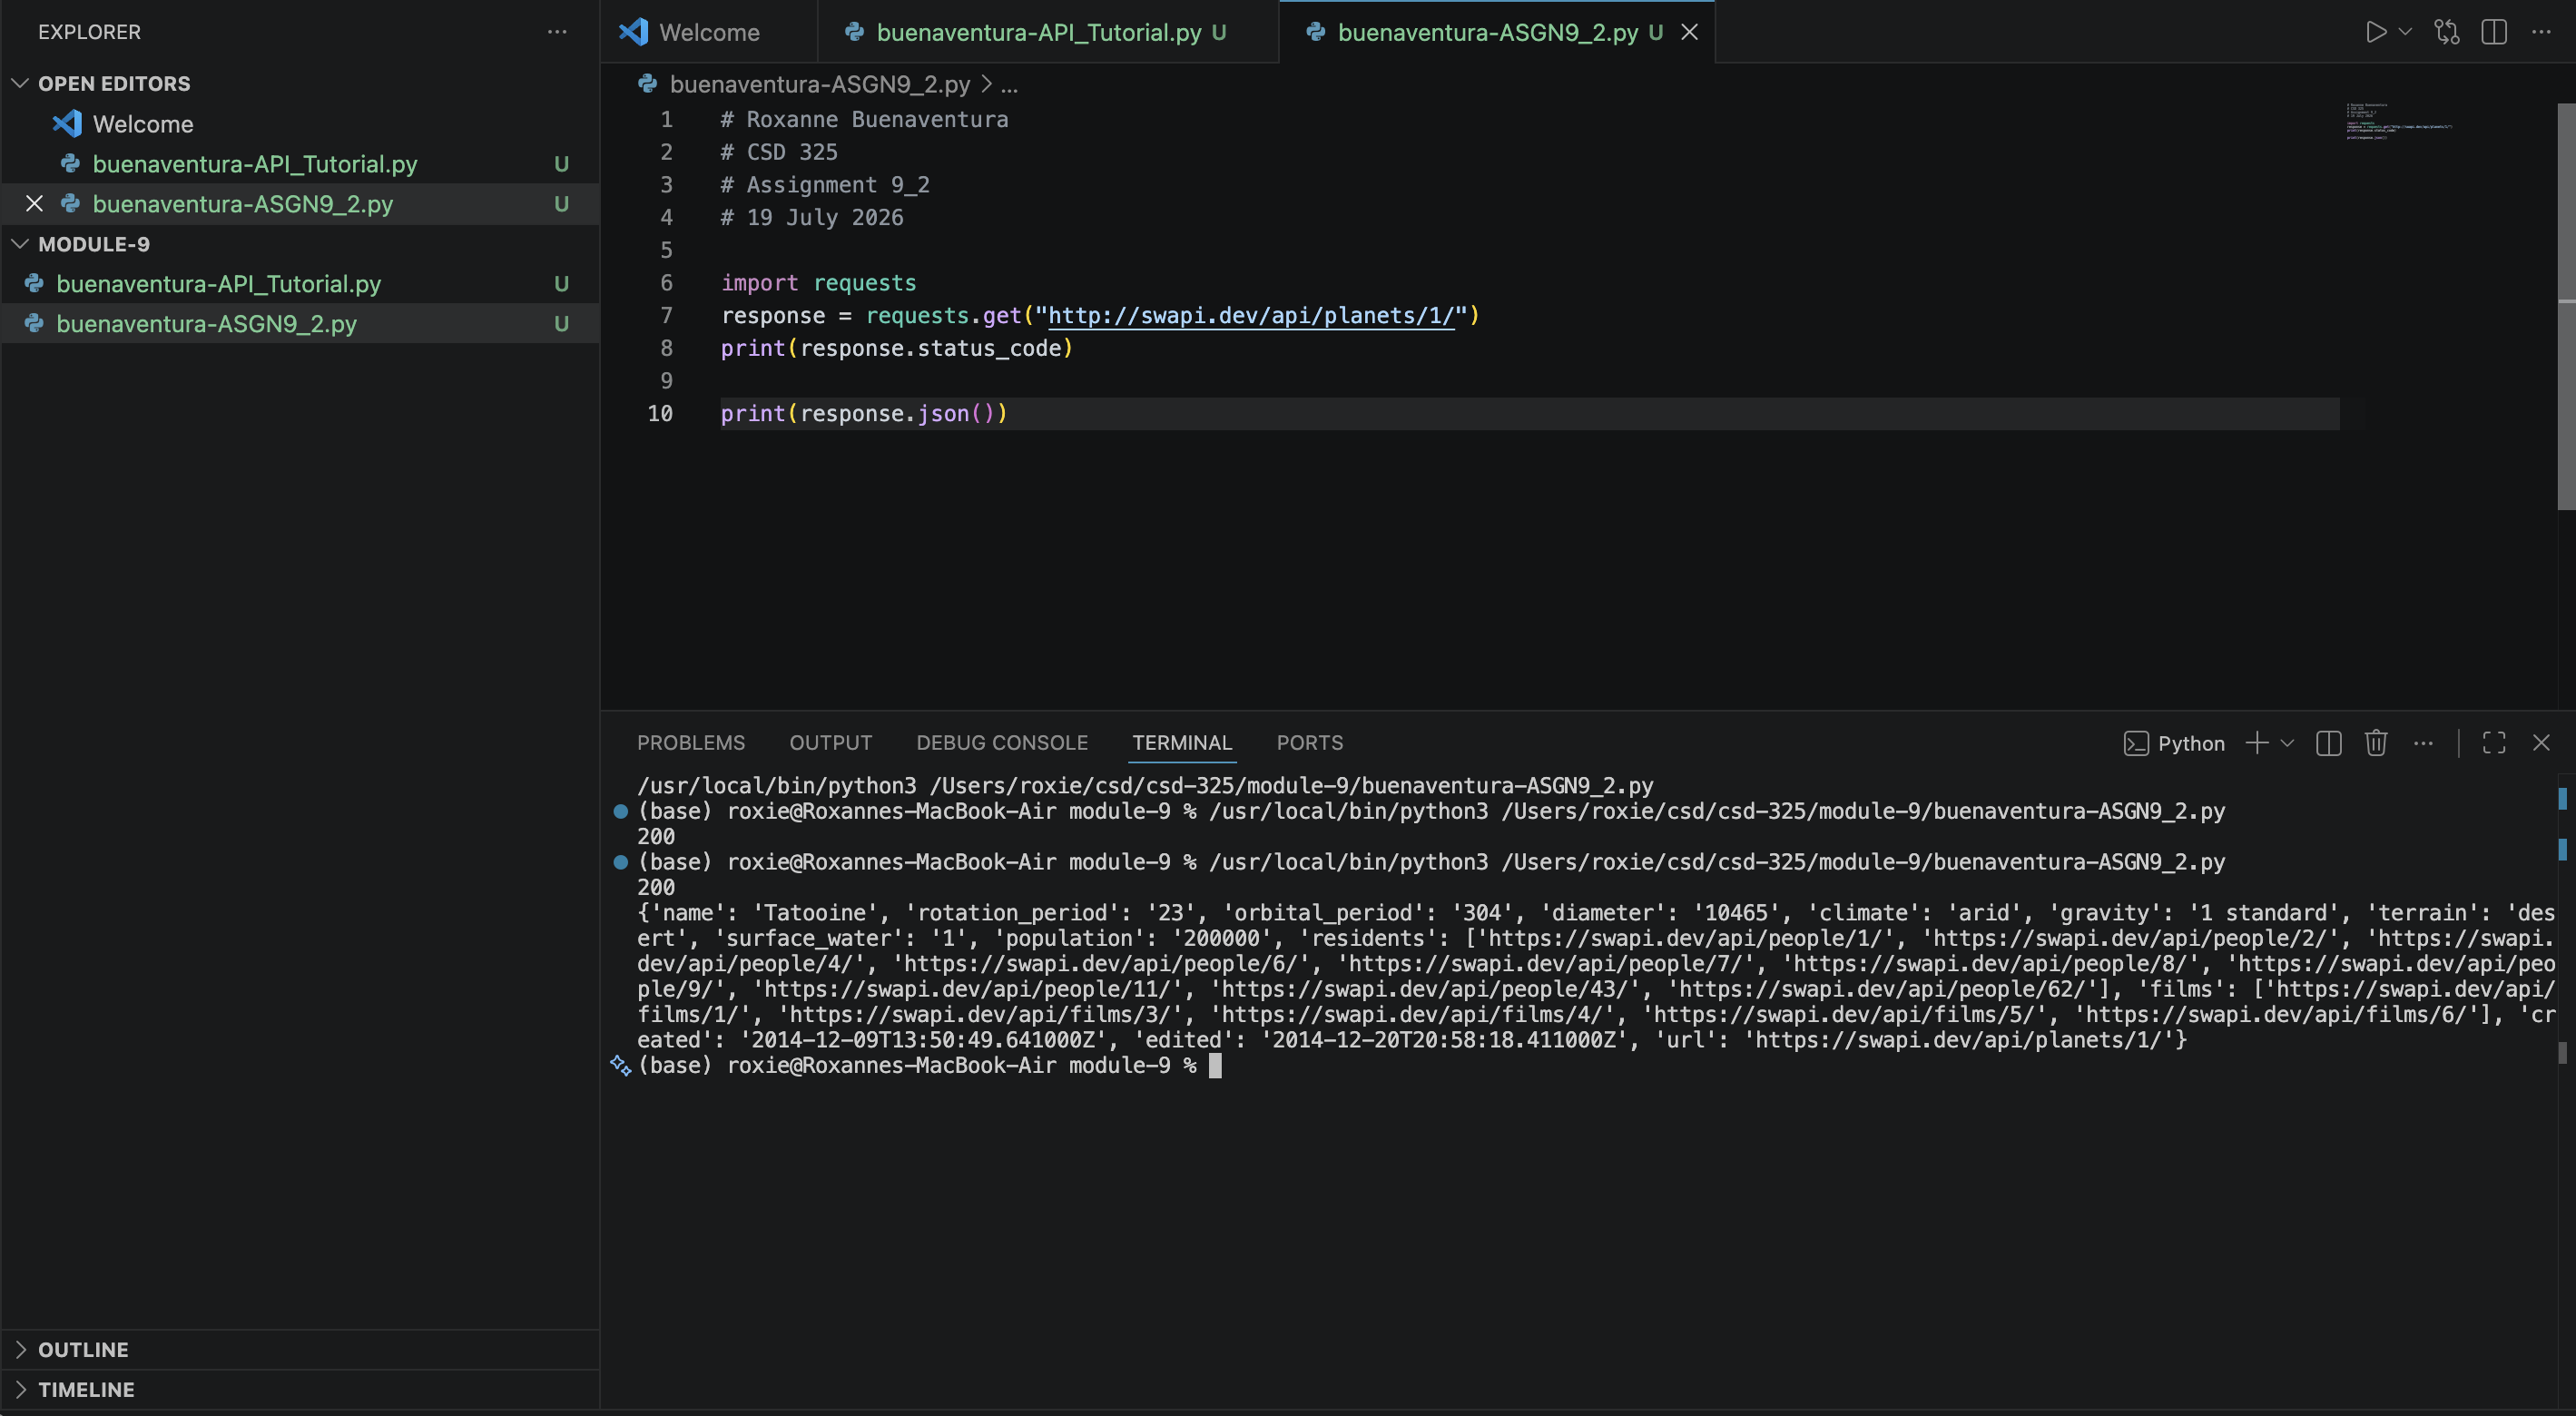 EXPLORER
OPEN EDITORS
Welcome
buenaventura-API_Tutorial.py U
buenaventura-ASGN9_2.py U
MODULE-9
buenaventura-API_Tutorial.py U
buenaventura-ASGN9_2.py U
OUTLINE
TIMELINE
Welcome buenaventura-API_Tutorial.py U buenaventura-ASGN9_2.py U
buenaventura-ASGN9_2.py > ...
1 # Roxanne Buenaventura
2 # CSD 325
3 # Assignment 9_2
4 # 19 July 2026
5
6 import requests
7 response = requests.get("http://swapi.dev/api/planets/1/")
8 print(response.status_code)
9
10 print(response.json())
PROBLEMS OUTPUT DEBUG CONSOLE TERMINAL PORTS Python
/usr/local/bin/python3 /Users/roxie/csd/csd-325/module-9/buenaventura-ASGN9_2.py
(base) roxie@Roxannes-MacBook-Air module-9 % /usr/local/bin/python3 /Users/roxie/csd/csd-325/module-9/buenaventura-ASGN9_2.py
200
(base) roxie@Roxannes-MacBook-Air module-9 % /usr/local/bin/python3 /Users/roxie/csd/csd-325/module-9/buenaventura-ASGN9_2.py
200
{'name': 'Tatooine', 'rotation_period': '23', 'orbital_period': '304', 'diameter': '10465', 'climate': 'arid', 'gravity': '1 standard', 'terrain': 'des
ert', 'surface_water': '1', 'population': '200000', 'residents': ['https://swapi.dev/api/people/1/', 'https://swapi.dev/api/people/2/', 'https://swapi.
dev/api/people/4/', 'https://swapi.dev/api/people/6/', 'https://swapi.dev/api/people/7/', 'https://swapi.dev/api/people/8/', 'https://swapi.dev/api/peo
ple/9/', 'https://swapi.dev/api/people/11/', 'https://swapi.dev/api/people/43/', 'https://swapi.dev/api/people/62/'], 'films': ['https://swapi.dev/api/
films/1/', 'https://swapi.dev/api/films/3/', 'https://swapi.dev/api/films/4/', 'https://swapi.dev/api/films/5/', 'https://swapi.dev/api/films/6/'], 'cr
eated': '2014-12-09T13:50:49.641000Z', 'edited': '2014-12-20T20:58:18.411000Z', 'url': 'https://swapi.dev/api/planets/1/'}
(base) roxie@Roxannes-MacBook-Air module-9 %